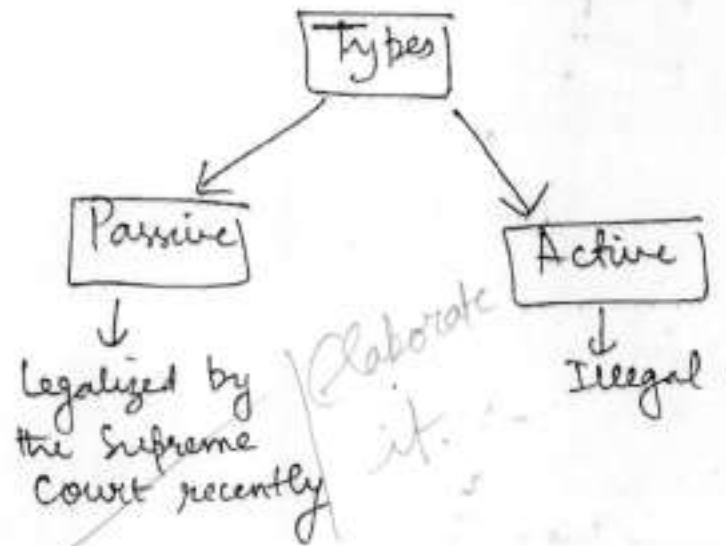 Types
Passive
Active
Legalized by
the Supreme
Court recently
Elaborate
it.
Illegal